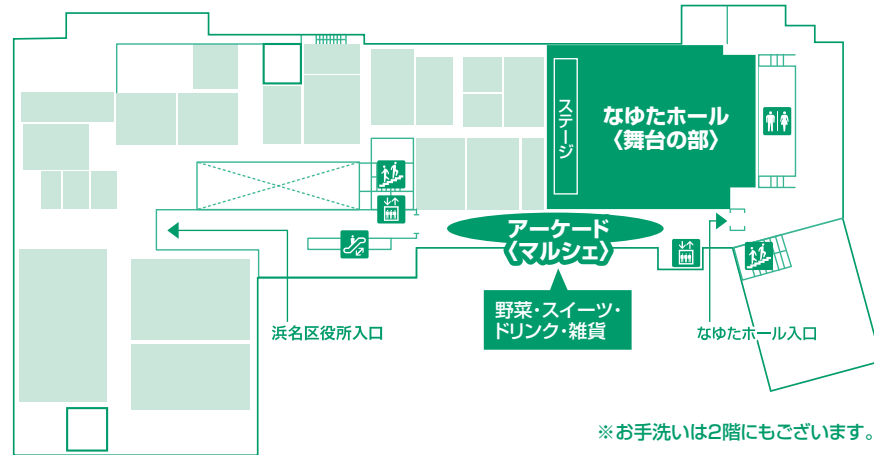 ステージ
なゆたホール
〈舞台の部〉
アーケード
〈マルシェ〉
野菜・スイーツ・
ドリンク・雑貨
浜名区役所入口
なゆたホール入口
※お手洗いは2階にもございます。